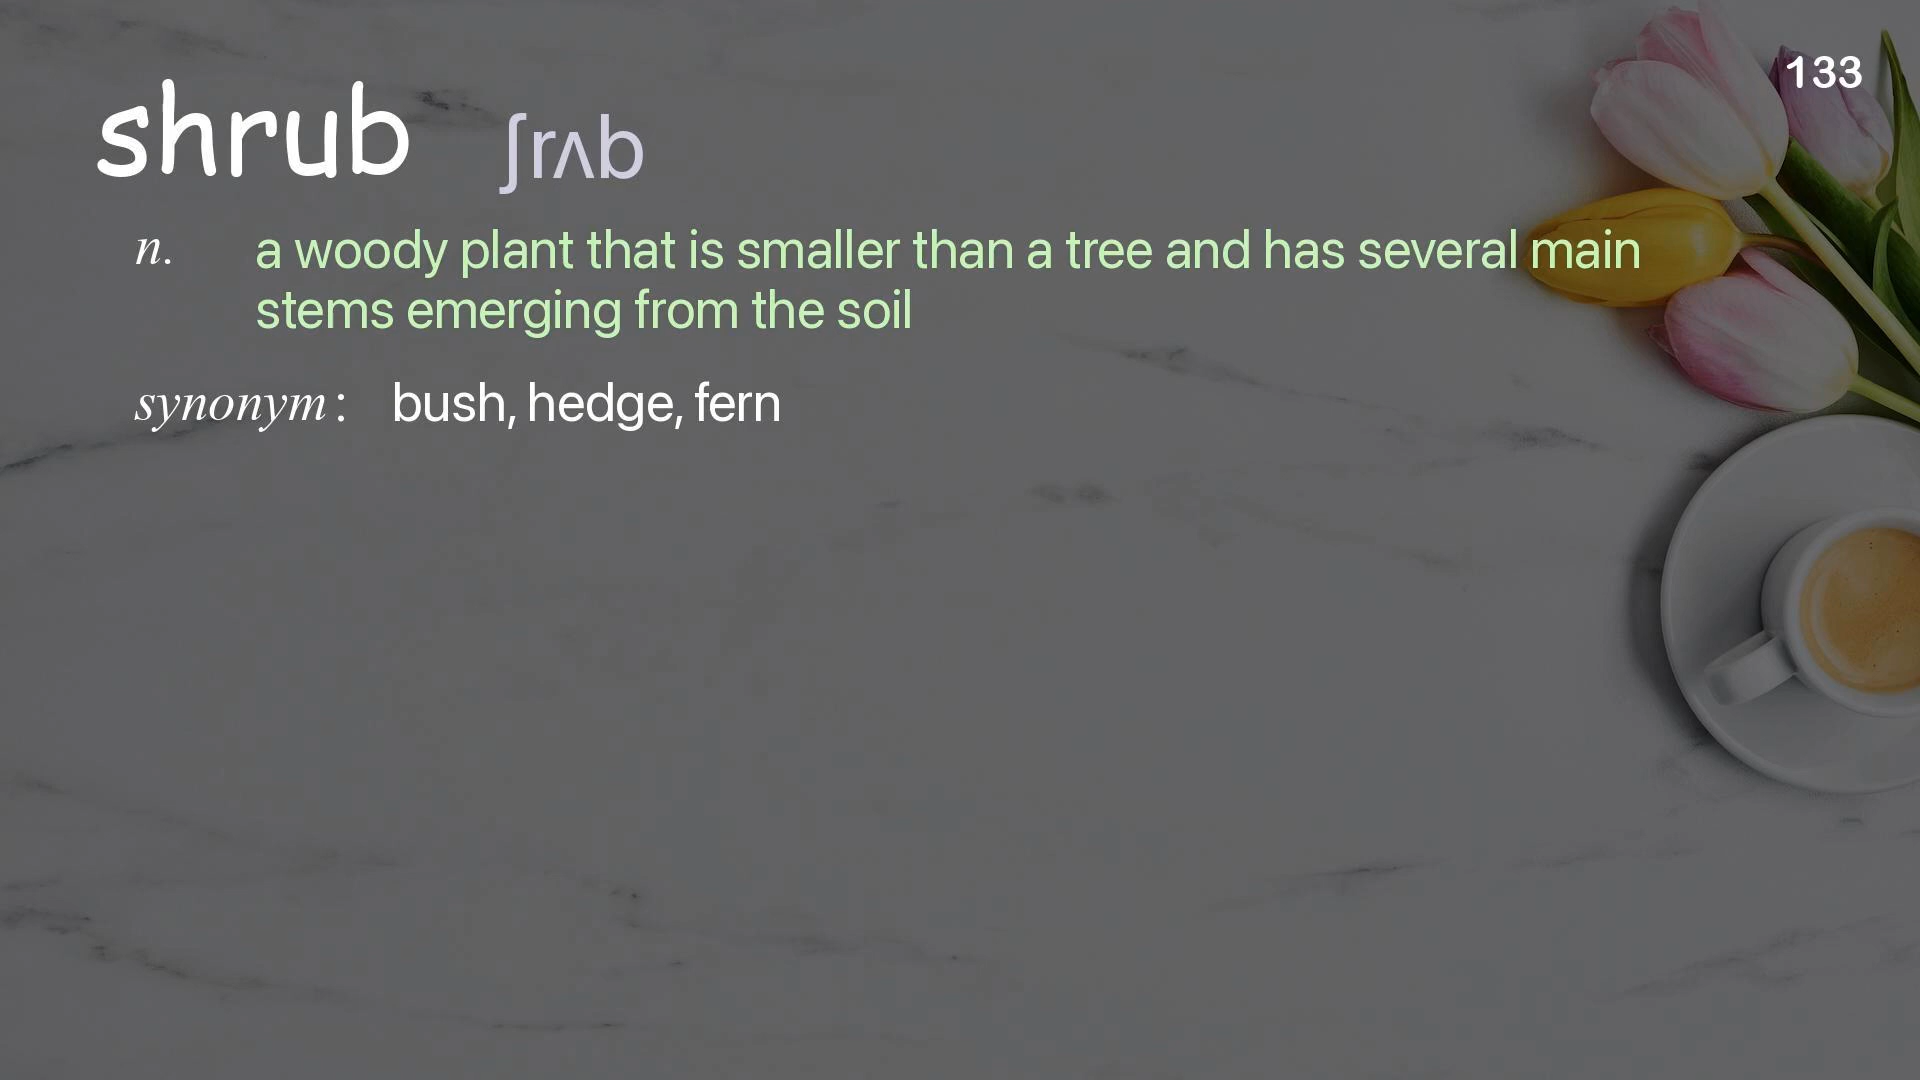 133
shrub ʃrʌb
n. a woody plant that is smaller than a tree and has several main
stems emerging from the soil
synonym : bush, hedge, fern